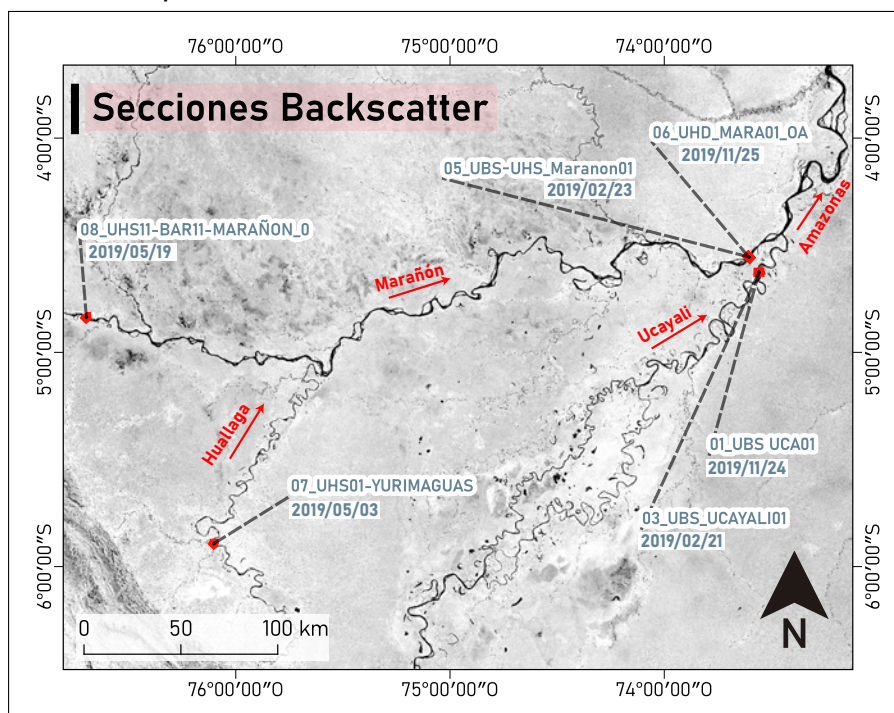 76°00'00"O 75°00'00"O 74°00'00"O
Secciones Backscatter
4°00'00"S
4°00'00"S
06_UHD_MARA01_OA
2019/11/25
05_UBS-UHS_Maranon01
2019/02/23
08_UHS11-BAR11-MARAÑON_0
2019/05/19
Amazonas
Marañón
Ucayali
5°00'00"S
5°00'00"S
Huallaga
01_UBS UCA01
2019/11/24
07_UHS01-YURIMAGUAS
2019/05/03
03_UBS_UCAYALI01
2019/02/21
6°00'00"S
6°00'00"S
0 50 100 km
N
76°00'00"O 75°00'00"O 74°00'00"O